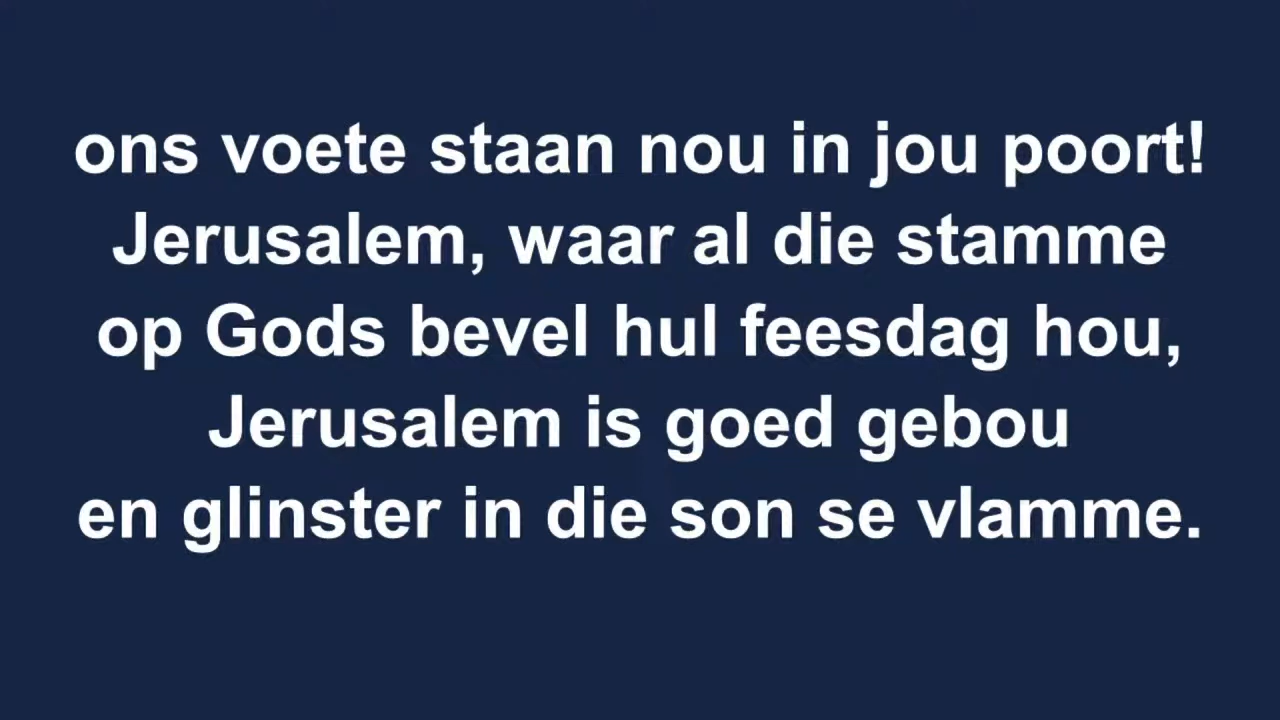 ons voete staan nou in jou poort!
Jerusalem, waar al die stamme
op Gods bevel hul feesdag hou,
Jerusalem is goed gebou
en glinster in die son se vlamme.